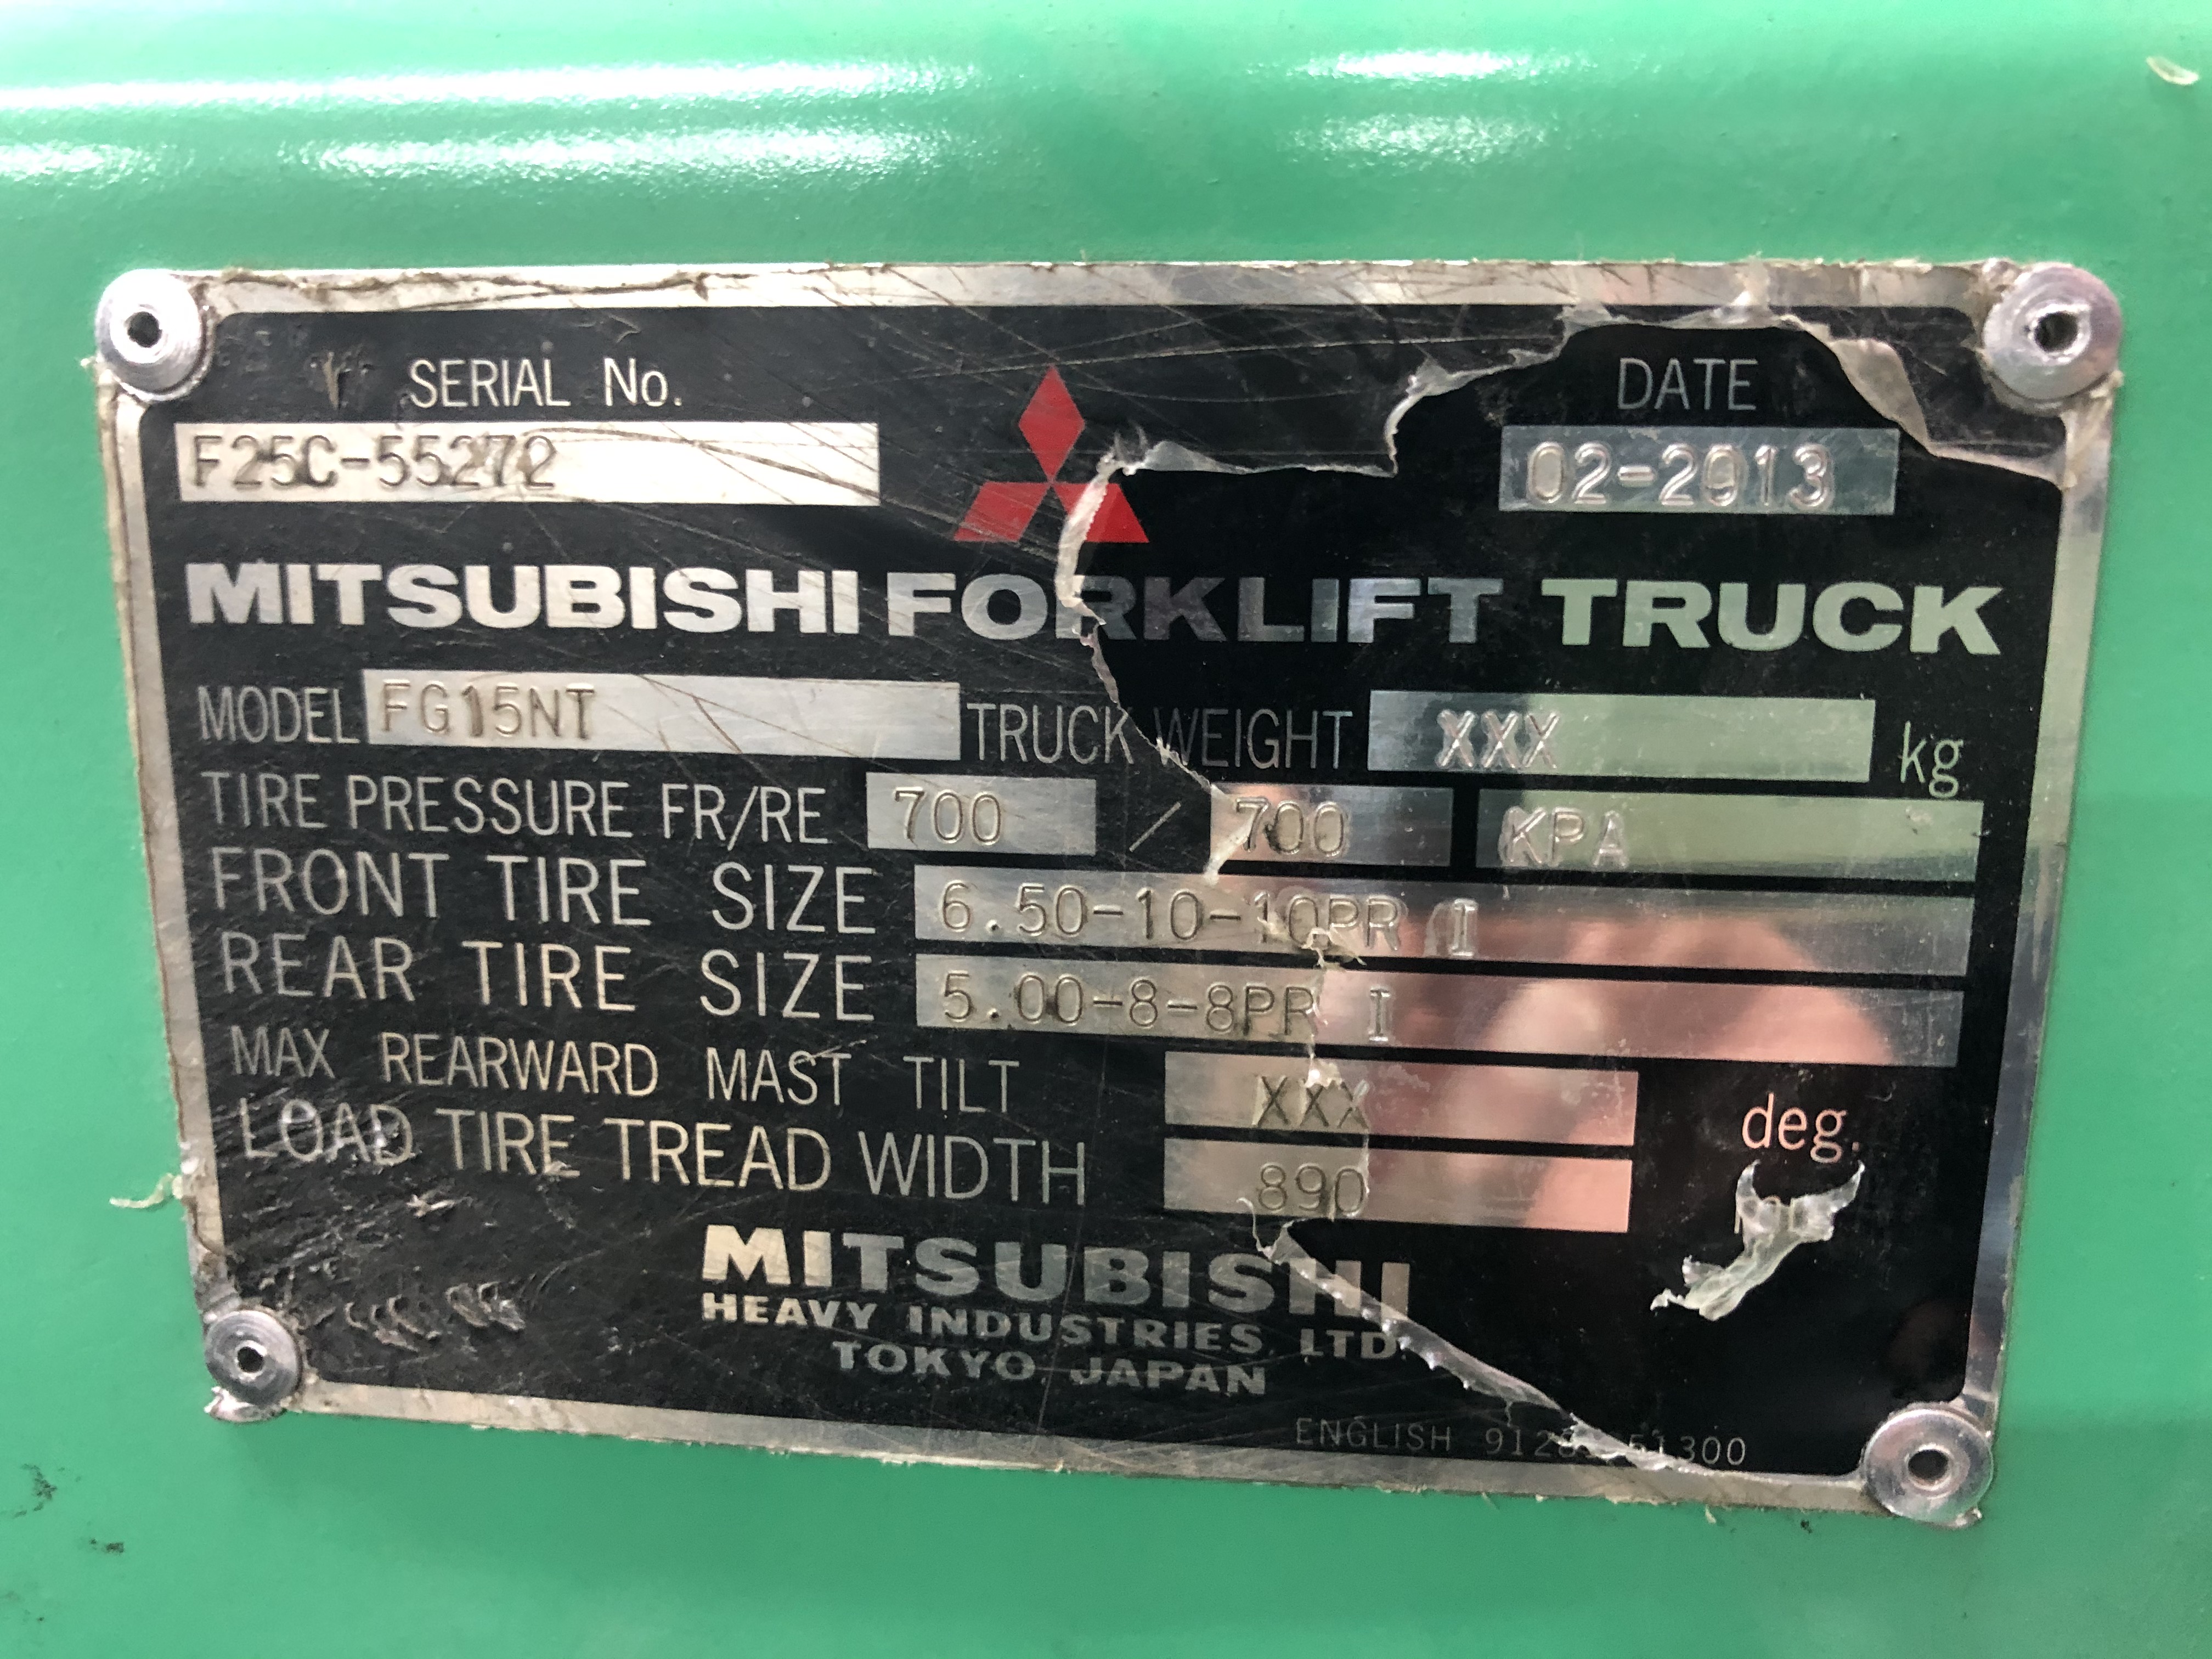 SERIAL No.
DATE
F25C-55272
02-2013
MITSUBISHI FORKLIFT TRUCK
MODEL FG15NT TRUCK WEIGHT XXX kg
TIRE PRESSURE FR/RE 700 / 700 KPA
FRONT TIRE SIZE 6.50-10-10PR I
REAR TIRE SIZE 5.00-8-8PR I
MAX REARWARD MAST TILT XXX deg.
LOAD TIRE TREAD WIDTH 890
MITSUBISHI
HEAVY INDUSTRIES, LTD.
TOKYO, JAPAN
ENGLISH